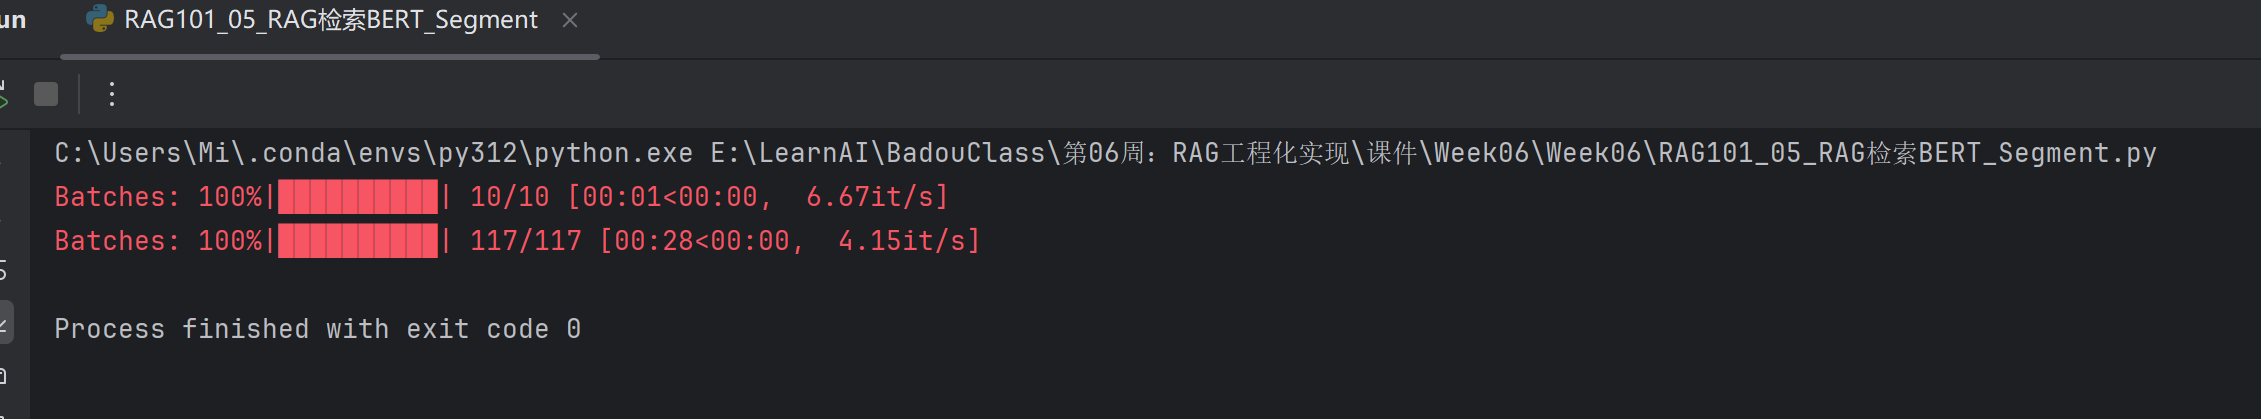 un RAG101_05_RAG检索BERT_Segment
C:\Users\Mi\.conda\envs\py312\python.exe E:\LearnAI\BadouClass\第06周：RAG工程化实现\课件\Week06\Week06\RAG101_05_RAG检索BERT_Segment.py
Batches: 100%|██████████| 10/10 [00:01<00:00,  6.67it/s]
Batches: 100%|██████████| 117/117 [00:28<00:00,  4.15it/s]
Process finished with exit code 0